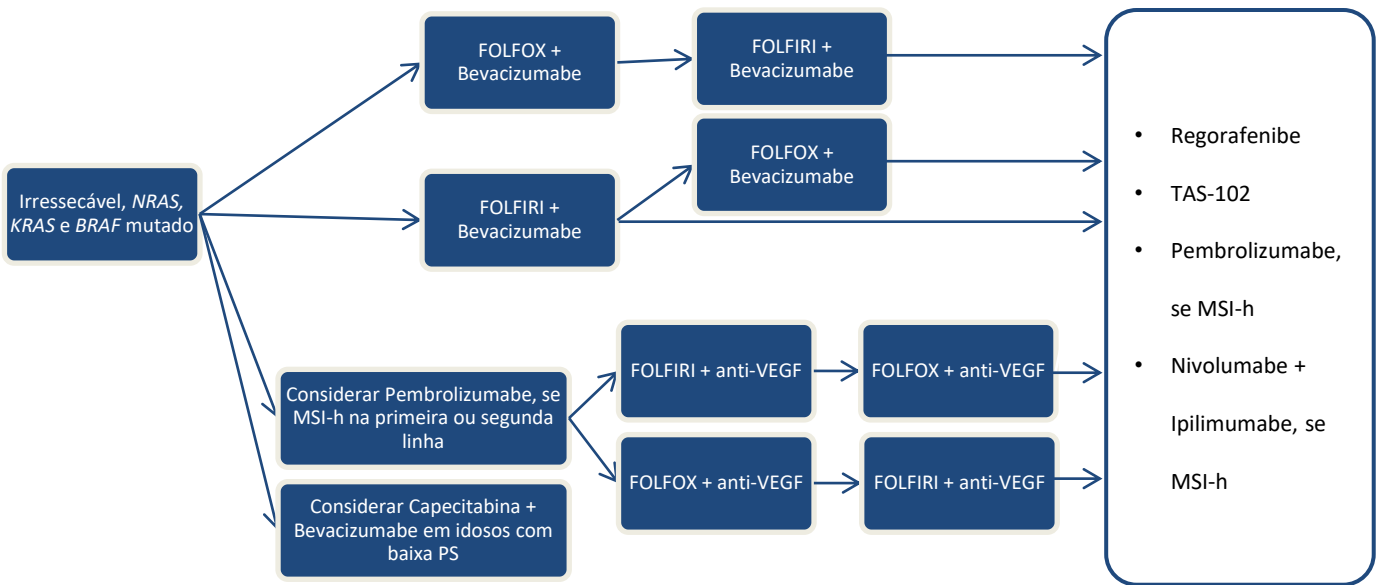 FOLFOX +
Bevacizumabe
FOLFIRI +
Bevacizumabe
FOLFOX +
Bevacizumabe
Irressecável, NRAS,
KRAS e BRAF mutado
FOLFIRI +
Bevacizumabe
Considerar Pembrolizumabe, se
MSI-h na primeira ou segunda
linha
FOLFIRI + anti-VEGF
FOLFOX + anti-VEGF
FOLFOX + anti-VEGF
FOLFIRI + anti-VEGF
Considerar Capecitabina +
Bevacizumabe em idosos com
baixa PS
• Regorafenibe
• TAS-102
• Pembrolizumabe,
se MSI-h
• Nivolumabe +
Ipilimumabe, se
MSI-h